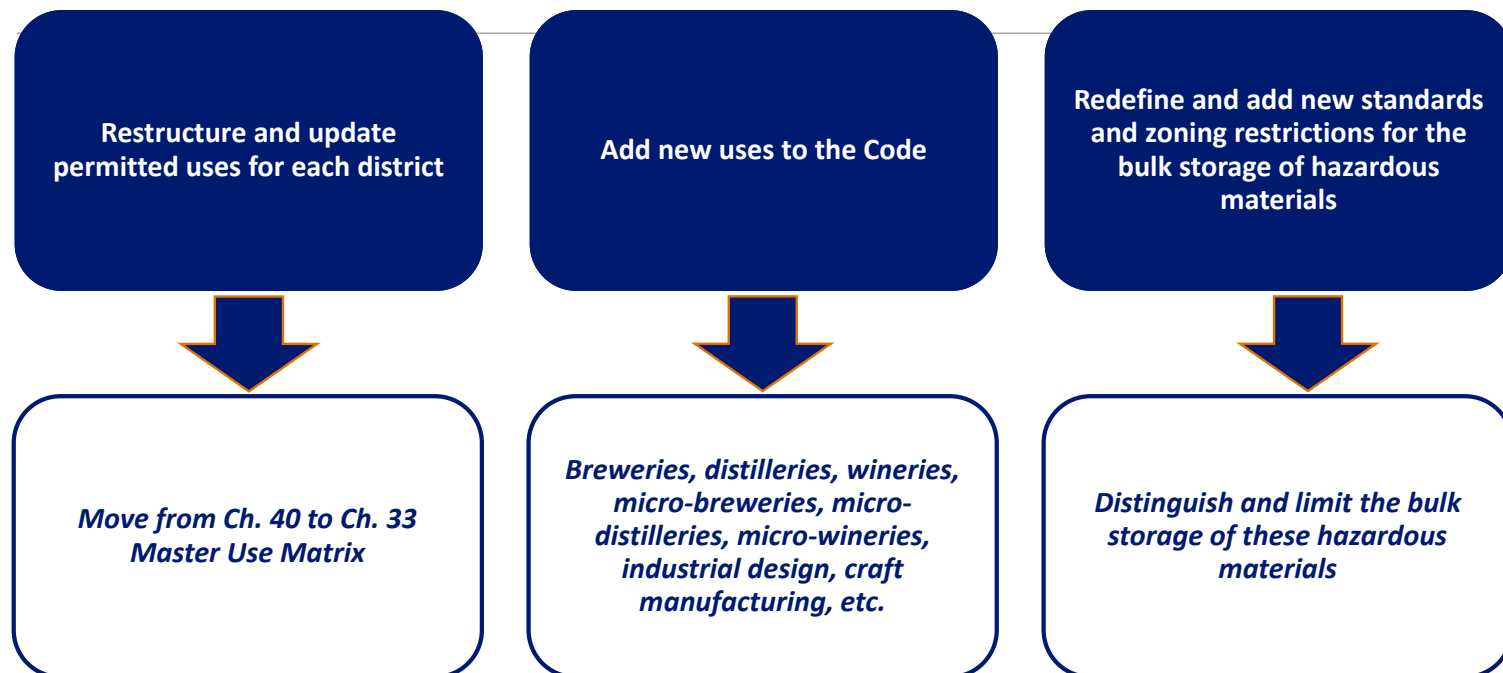 Restructure and update
permitted uses for each district
Move from Ch. 40 to Ch. 33
Master Use Matrix
Add new uses to the Code
Breweries, distilleries, wineries,
micro-breweries, micro-
distilleries, micro-wineries,
industrial design, craft
manufacturing, etc.
Redefine and add new standards
and zoning restrictions for the
bulk storage of hazardous
materials
Distinguish and limit the bulk
storage of these hazardous
materials